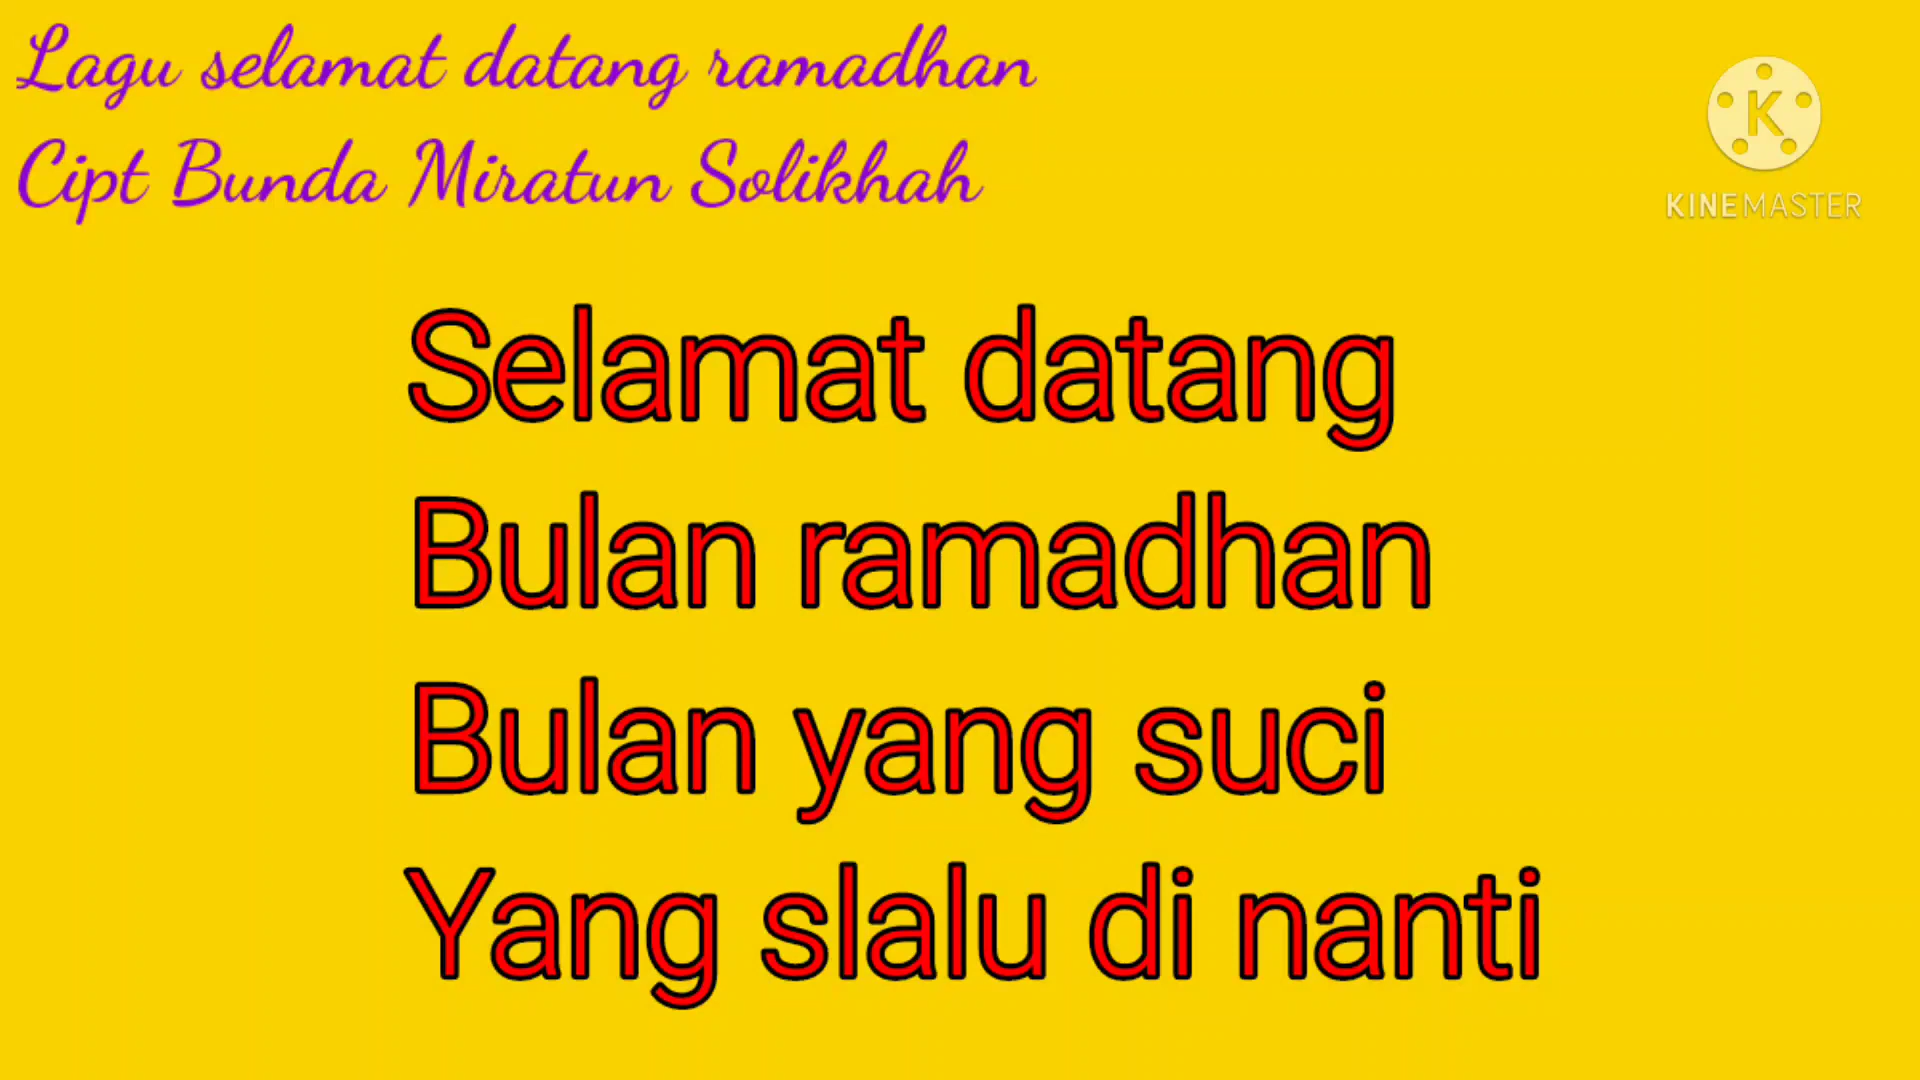 Lagu selamat datang ramadhan
Cipt Bunda Miratun Solikhah
K
KINEMASTER
Selamat datang
Bulan ramadhan
Bulan yang suci
Yang slalu di nanti